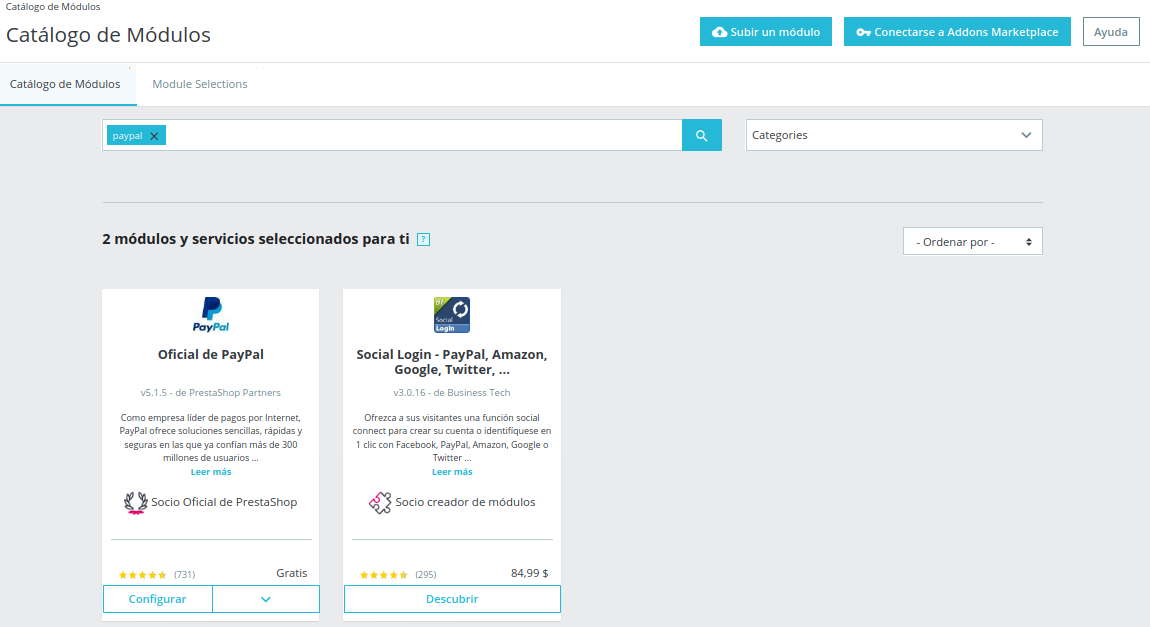 Catálogo de Módulos
Catálogo de Módulos
Subir un módulo
Conectarse a Addons Marketplace
Ayuda
Catálogo de Módulos
Module Selections
paypal
Categories
2 módulos y servicios seleccionados para ti ?
- Ordenar por -
PayPal
Oficial de PayPal
v5.1.5 - de PrestaShop Partners
Como empresa líder de pagos por Internet,
PayPal ofrece soluciones sencillas, rápidas y
seguras en las que ya confían más de 300
millones de usuarios ...
Leer más
Socio Oficial de PrestaShop
(731)
Gratis
Configurar
BT
Social
Login
Social Login - PayPal, Amazon,
Google, Twitter, ...
v3.0.16 - de Business Tech
Ofrezca a sus visitantes una función social
connect para crear su cuenta o identifíquese en
1 clic con Facebook, PayPal, Amazon, Google o
Twitter ...
Leer más
Socio creador de módulos
(295)
84,99 $
Descubrir